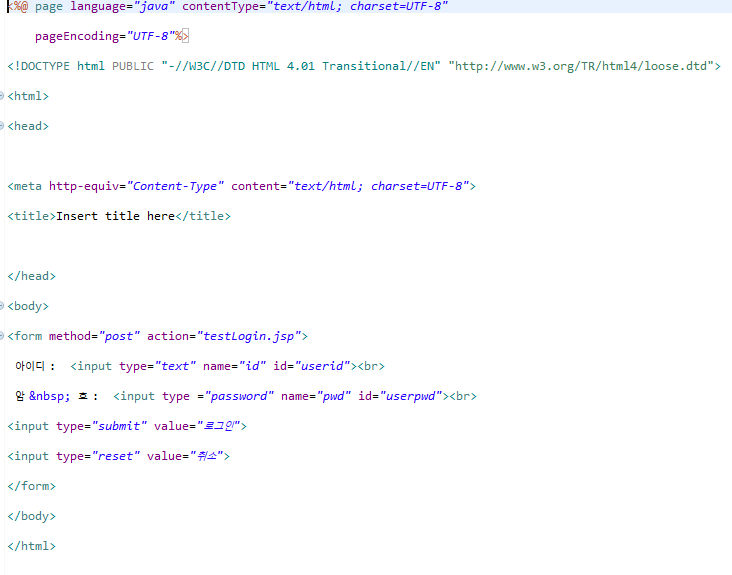 <%@ page language="java" contentType="text/html; charset=UTF-8"
pageEncoding="UTF-8"%>
<!DOCTYPE html PUBLIC "-//W3C//DTD HTML 4.01 Transitional//EN" "http://www.w3.org/TR/html4/loose.dtd">
<html>
<head>
<meta http-equiv="Content-Type" content="text/html; charset=UTF-8">
<title>Insert title here</title>
</head>
<body>
<form method="post" action="testLogin.jsp">
아이디 : <input type="text" name="id" id="userid"><br>
암 &nbsp; 호 : <input type ="password" name="pwd" id="userpwd"><br>
<input type="submit" value="로그인">
<input type="reset" value="취소">
</form>
</body>
</html>